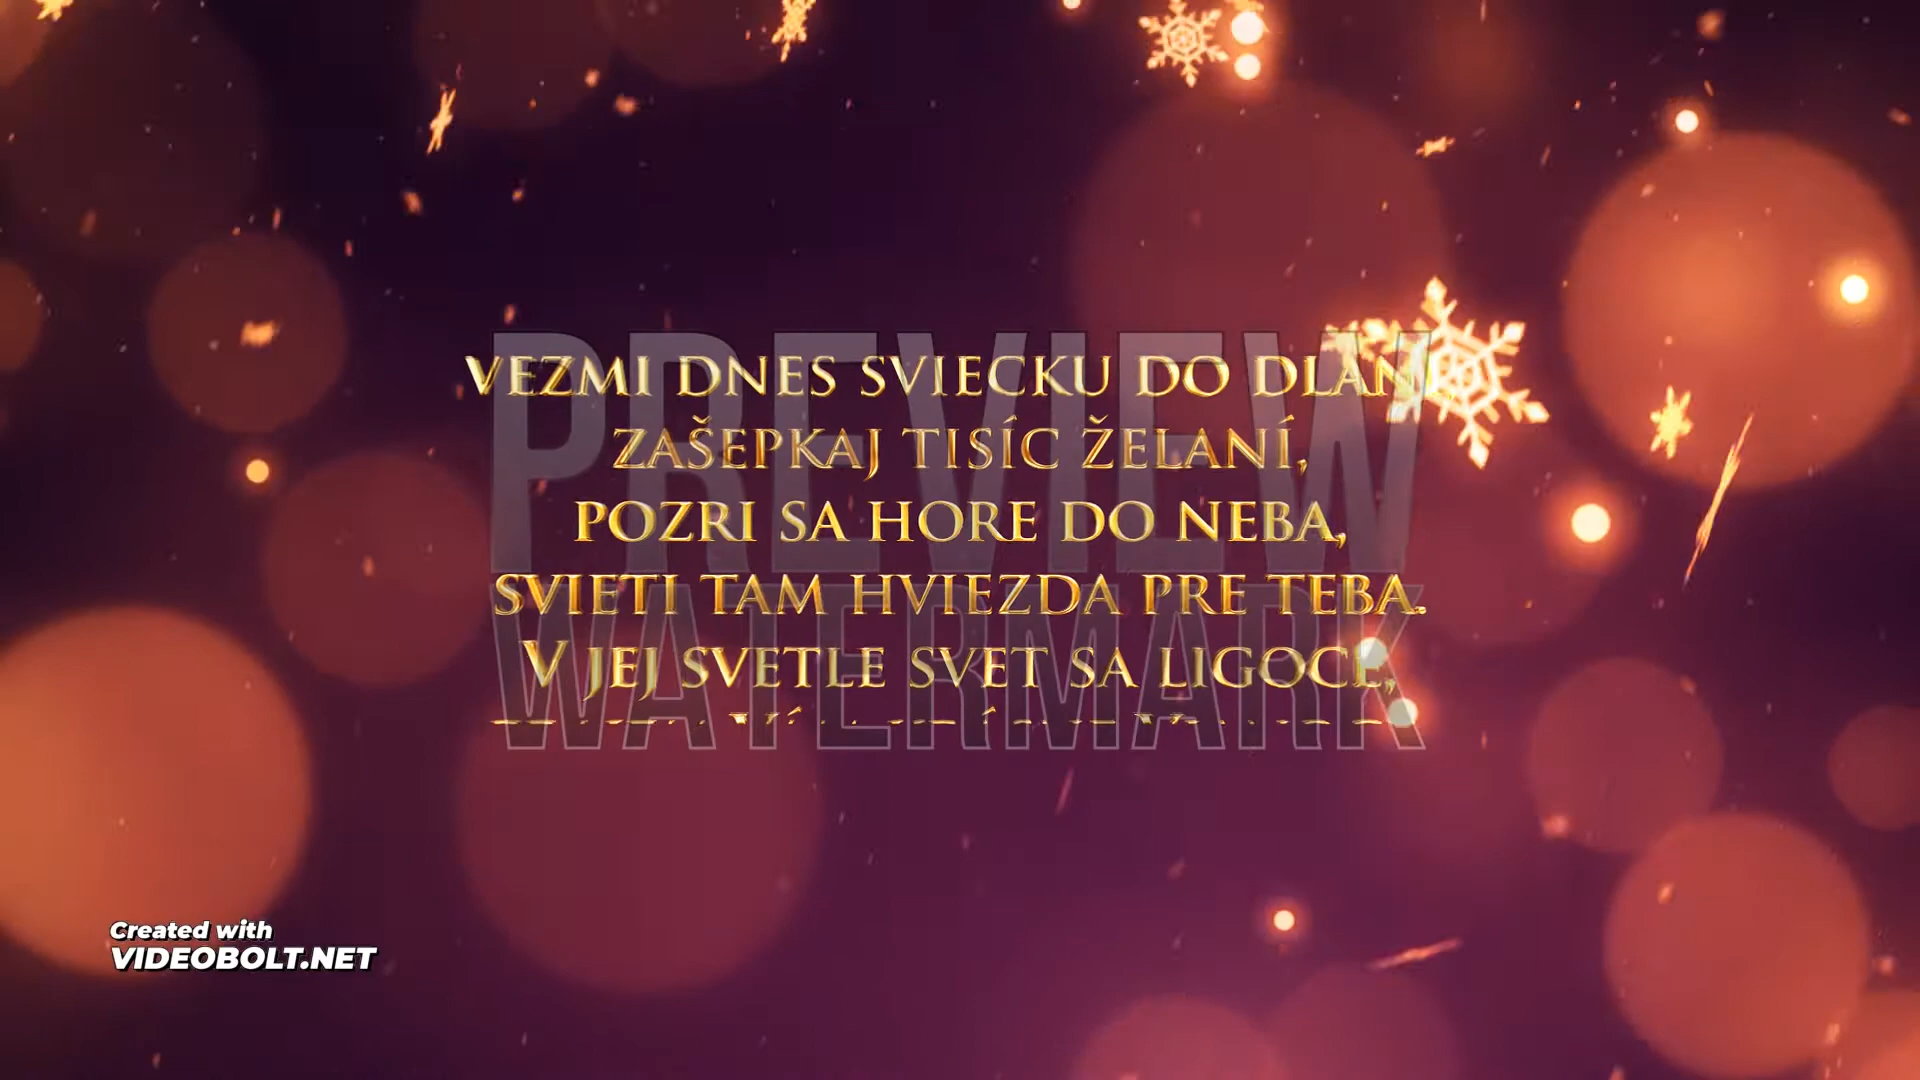 VEZMI DNES SVIECKU DO DLANÍ
ZAŠEPKAJ TISÍC ŽELANÍ,
POZRI SA HORE DO NEBA,
SVIETI TAM HVIEZDA PRE TEBA.
V JEJ SVETLE SVET SA LIGOCE,
PREVIEW
WATERMARK
Created with
VIDEOBOLT.NET